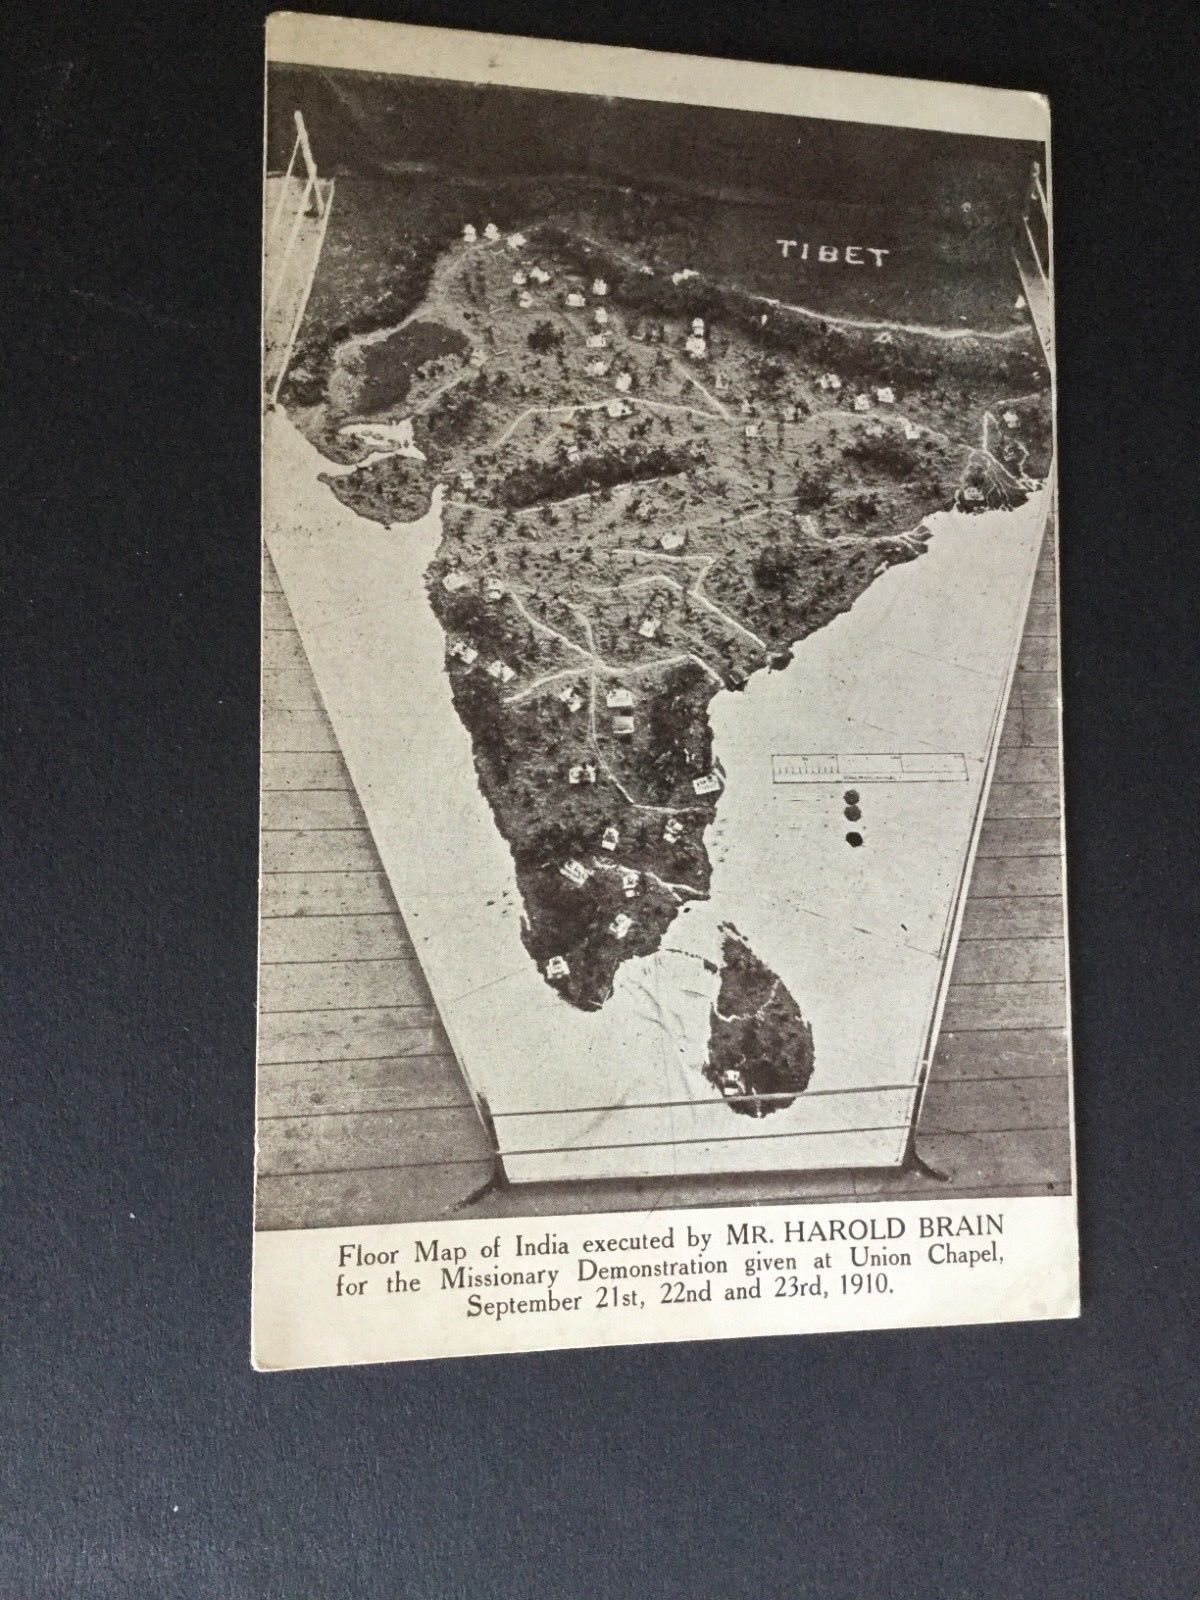 TIBET
Floor Map of India executed by MR. HAROLD BRAIN
for the Missionary Demonstration given at Union Chapel,
September 21st, 22nd and 23rd, 1910.